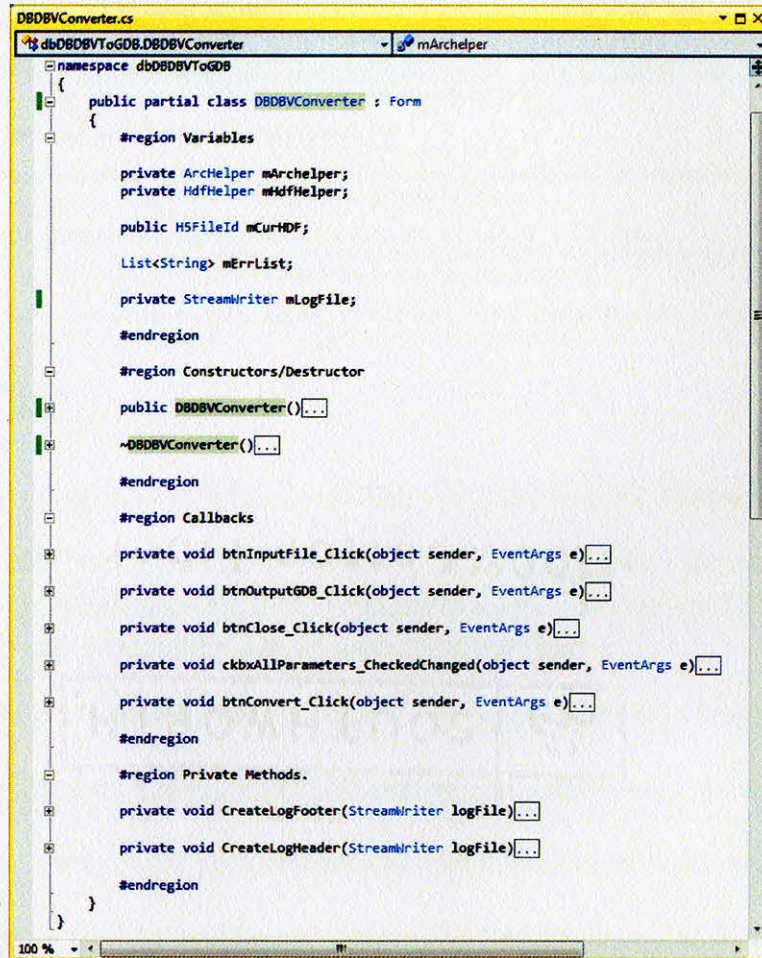 DBDBVConverter.cs
dbDBDBVToGDB.DBDBVConverter mArchelper
namespace dbDBDBVToGDB
{
public partial class DBDBVConverter : Form
{
#region Variables
private ArcHelper mArchelper;
private HdfHelper mHdfHelper;
public H5FileId mCurHDF;
List<String> mErrList;
private StreamWriter mLogFile;
#endregion
#region Constructors/Destructor
public DBDBVConverter()...
~DBDBVConverter()...
#endregion
#region Callbacks
private void btnInputFile_Click(object sender, EventArgs e)...
private void btnOutputGDB_Click(object sender, EventArgs e)...
private void btnClose_Click(object sender, EventArgs e)...
private void ckbxAllParameters_CheckedChanged(object sender, EventArgs e)...
private void btnConvert_Click(object sender, EventArgs e)...
#endregion
#region Private Methods.
private void CreateLogFooter(StreamWriter logFile)...
private void CreateLogHeader(StreamWriter logFile)...
#endregion
}
}
100 %